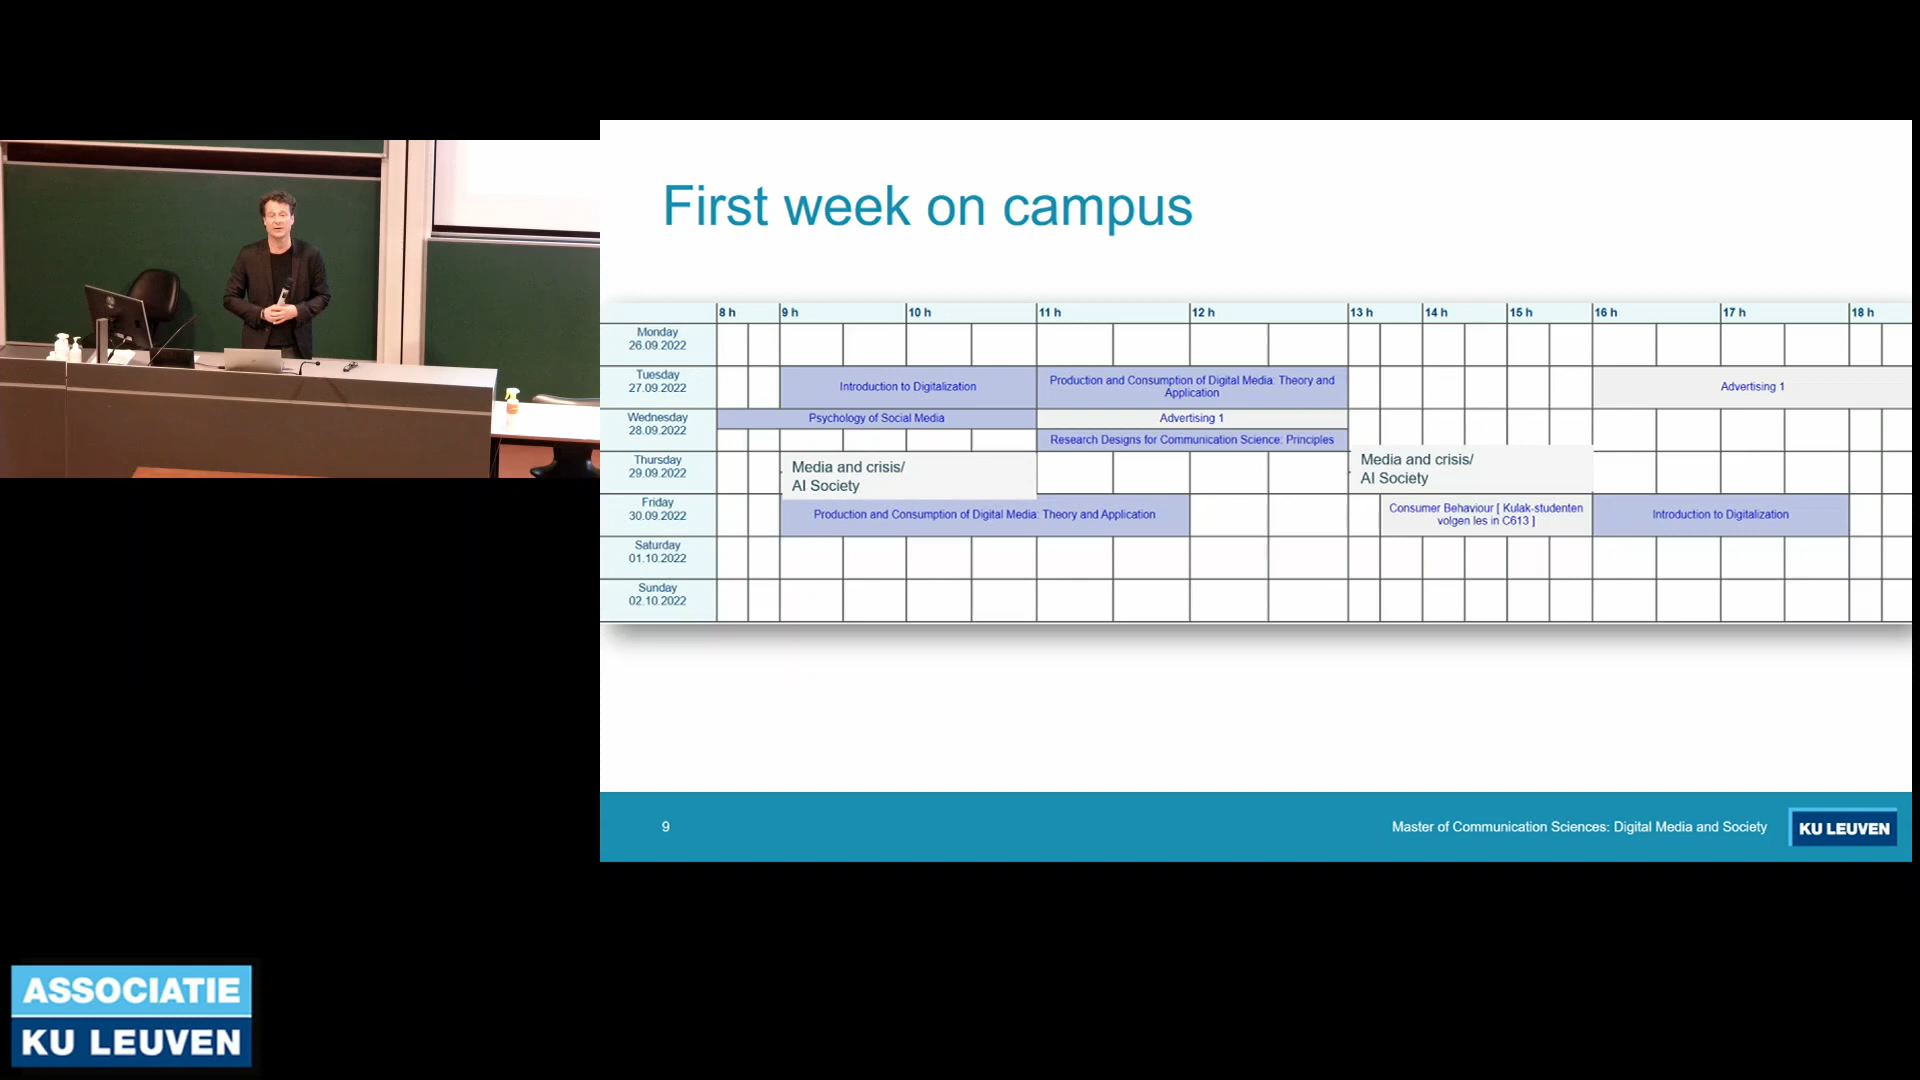 First week on campus
8 h 9 h 10 h 11 h 12 h 13 h 14 h 15 h 16 h 17 h 18 h
Monday
26.09.2022
Tuesday
27.09.2022
Introduction to Digitalization
Production and Consumption of Digital Media: Theory and
Application
Advertising 1
Wednesday
28.09.2022
Psychology of Social Media
Advertising 1
Research Designs for Communication Science: Principles
Thursday
29.09.2022
Media and crisis/
AI Society
Media and crisis/
AI Society
Friday
30.09.2022
Production and Consumption of Digital Media: Theory and Application
Consumer Behaviour [ Kulak-studenten
volgen les in C613 ]
Introduction to Digitalization
Saturday
01.10.2022
Sunday
02.10.2022
9
Master of Communication Sciences: Digital Media and Society
KU LEUVEN
ASSOCIATIE
KU LEUVEN